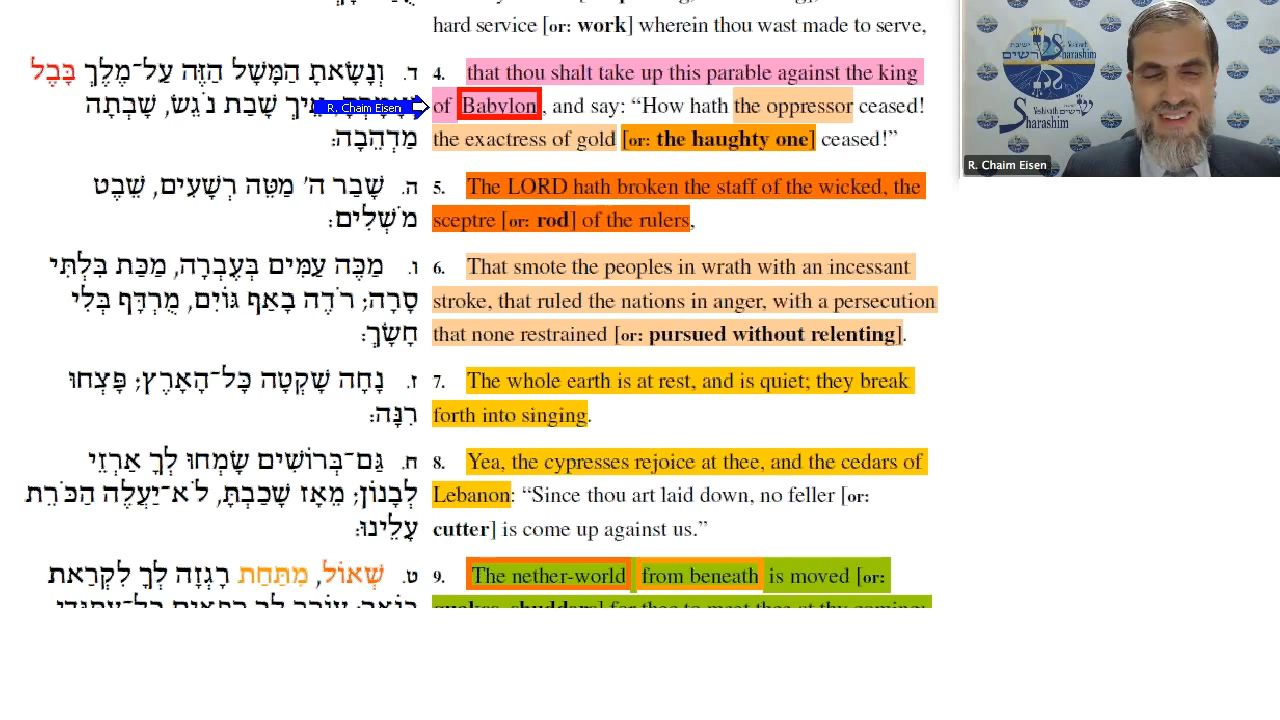 hard service [or: work] wherein thou wast made to serve,
ד. וְנָשָׂאתָ הַמָּשָׁל הַזֶּה עַל־מֶלֶךְ בָּבֶל
שָׁבַת נֹגֵשׂ, שָׁבְתָה
מַדְהֵבָה:
4. that thou shalt take up this parable against the king
of Babylon, and say: “How hath the oppressor ceased!
the exactress of gold [or: the haughty one] ceased!”
R. Chaim Eisen
ה. שָׁבַר ה' מַטֵּה רְשָׁעִים, שֵׁבֶט
מֹשְׁלִים:
5. The LORD hath broken the staff of the wicked, the
sceptre [or: rod] of the rulers,
ו. מַכֶּה עַמִּים בְּעֶבְרָה, מַכַּת בִּלְתִּי
סָרָה; רֹדֶה בָאַף גּוֹיִם, מֻרְדָּף בְּלִי
חָשָׂךְ:
6. That smote the peoples in wrath with an incessant
stroke, that ruled the nations in anger, with a persecution
that none restrained [or: pursued without relenting].
ז. נָחָה שָׁקְטָה כָּל־הָאָרֶץ; פָּצְחוּ
רִנָּה:
7. The whole earth is at rest, and is quiet; they break
forth into singing.
ח. גַּם־בְּרוֹשִׁים שָׂמְחוּ לְךָ אַרְזֵי
לְבָנוֹן; מֵאָז שָׁכַבְתָּ, לֹא־יַעֲלֶה הַכֹּרֵת
עָלֵינוּ:
8. Yea, the cypresses rejoice at thee, and the cedars of
Lebanon: “Since thou art laid down, no feller [or:
cutter] is come up against us.”
ט. שְׁאוֹל, מִתַּחַת רָגְזָה לְךָ לִקְרַאת
9. The nether-world from beneath is moved [or:
Yeshivath
Sharashim
R. Chaim Eisen